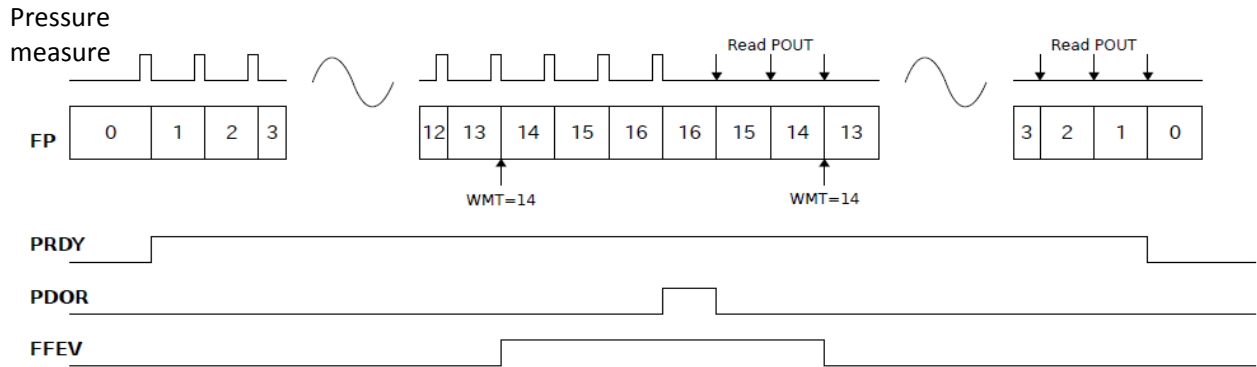 Pressure
measure
Read POUT
Read POUT
FP
0 1 2 3
12 13 14 15 16 16 15 14 13
3 2 1 0
WMT=14
WMT=14
PRDY
PDOR
FFEV